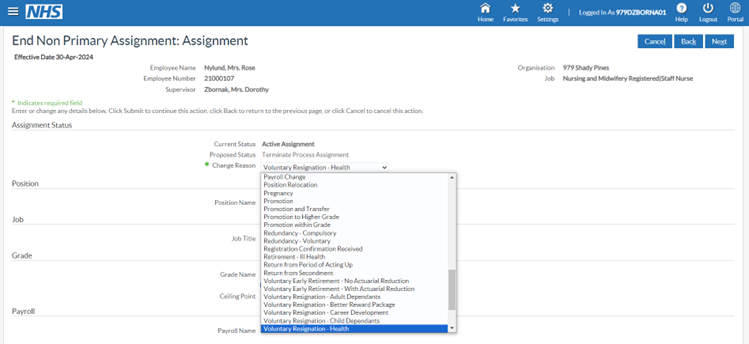 NHS
Home
Favorites
Settings
Logged In As 979DZBORNA01
Help
Logout
Portal
End Non Primary Assignment: Assignment
Cancel
Back
Next
Effective Date 30-Apr-2024
Employee Name Nylund, Mrs. Rose
Organisation 979 Shady Pines
Employee Number 21000107
Job Nursing and Midwifery Registered|Staff Nurse
Supervisor Zbornak, Mrs. Dorothy
* Indicates required field
Enter or change any details below. Click Submit to continue this action, click Back to return to the previous page, or click Cancel to cancel this action.
Assignment Status
Current Status Active Assignment
Proposed Status Terminate Process Assignment
* Change Reason Voluntary Resignation - Health
Payroll Change
Position Relocation
Pregnancy
Promotion
Promotion and Transfer
Promotion to Higher Grade
Promotion within Grade
Redundancy - Compulsory
Redundancy - Voluntary
Registration Confirmation Received
Retirement - Ill Health
Return from Period of Acting Up
Return from Secondment
Voluntary Early Retirement - No Actuarial Reduction
Voluntary Early Retirement - With Actuarial Reduction
Voluntary Resignation - Adult Dependants
Voluntary Resignation - Better Reward Package
Voluntary Resignation - Career Development
Voluntary Resignation - Child Dependants
Voluntary Resignation - Health
Position
Position Name
Job
Job Title
Grade
Grade Name
Ceiling Point
Payroll
Payroll Name